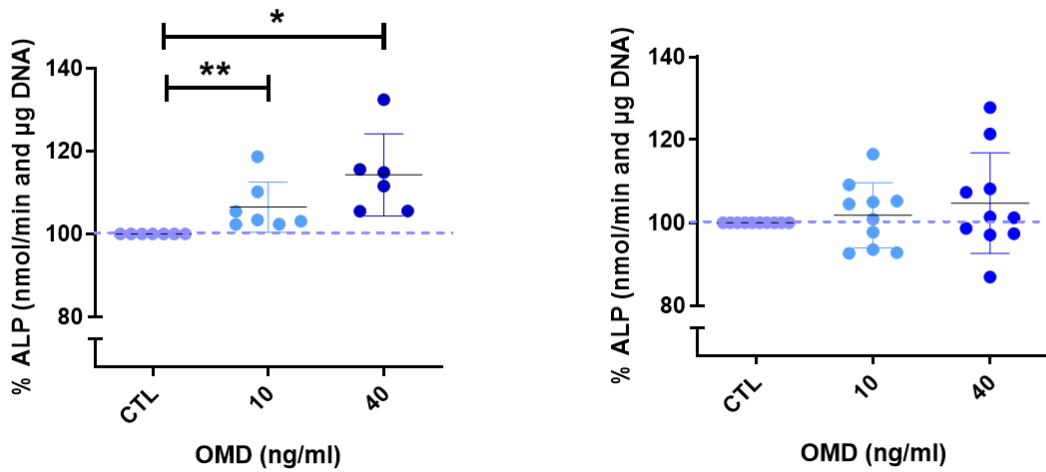 *
**
% ALP (nmol/min and µg DNA)
140
120
100
80
CTL
10
40
OMD (ng/ml)
% ALP (nmol/min and µg DNA)
140
120
100
80
CTL
10
40
OMD (ng/ml)